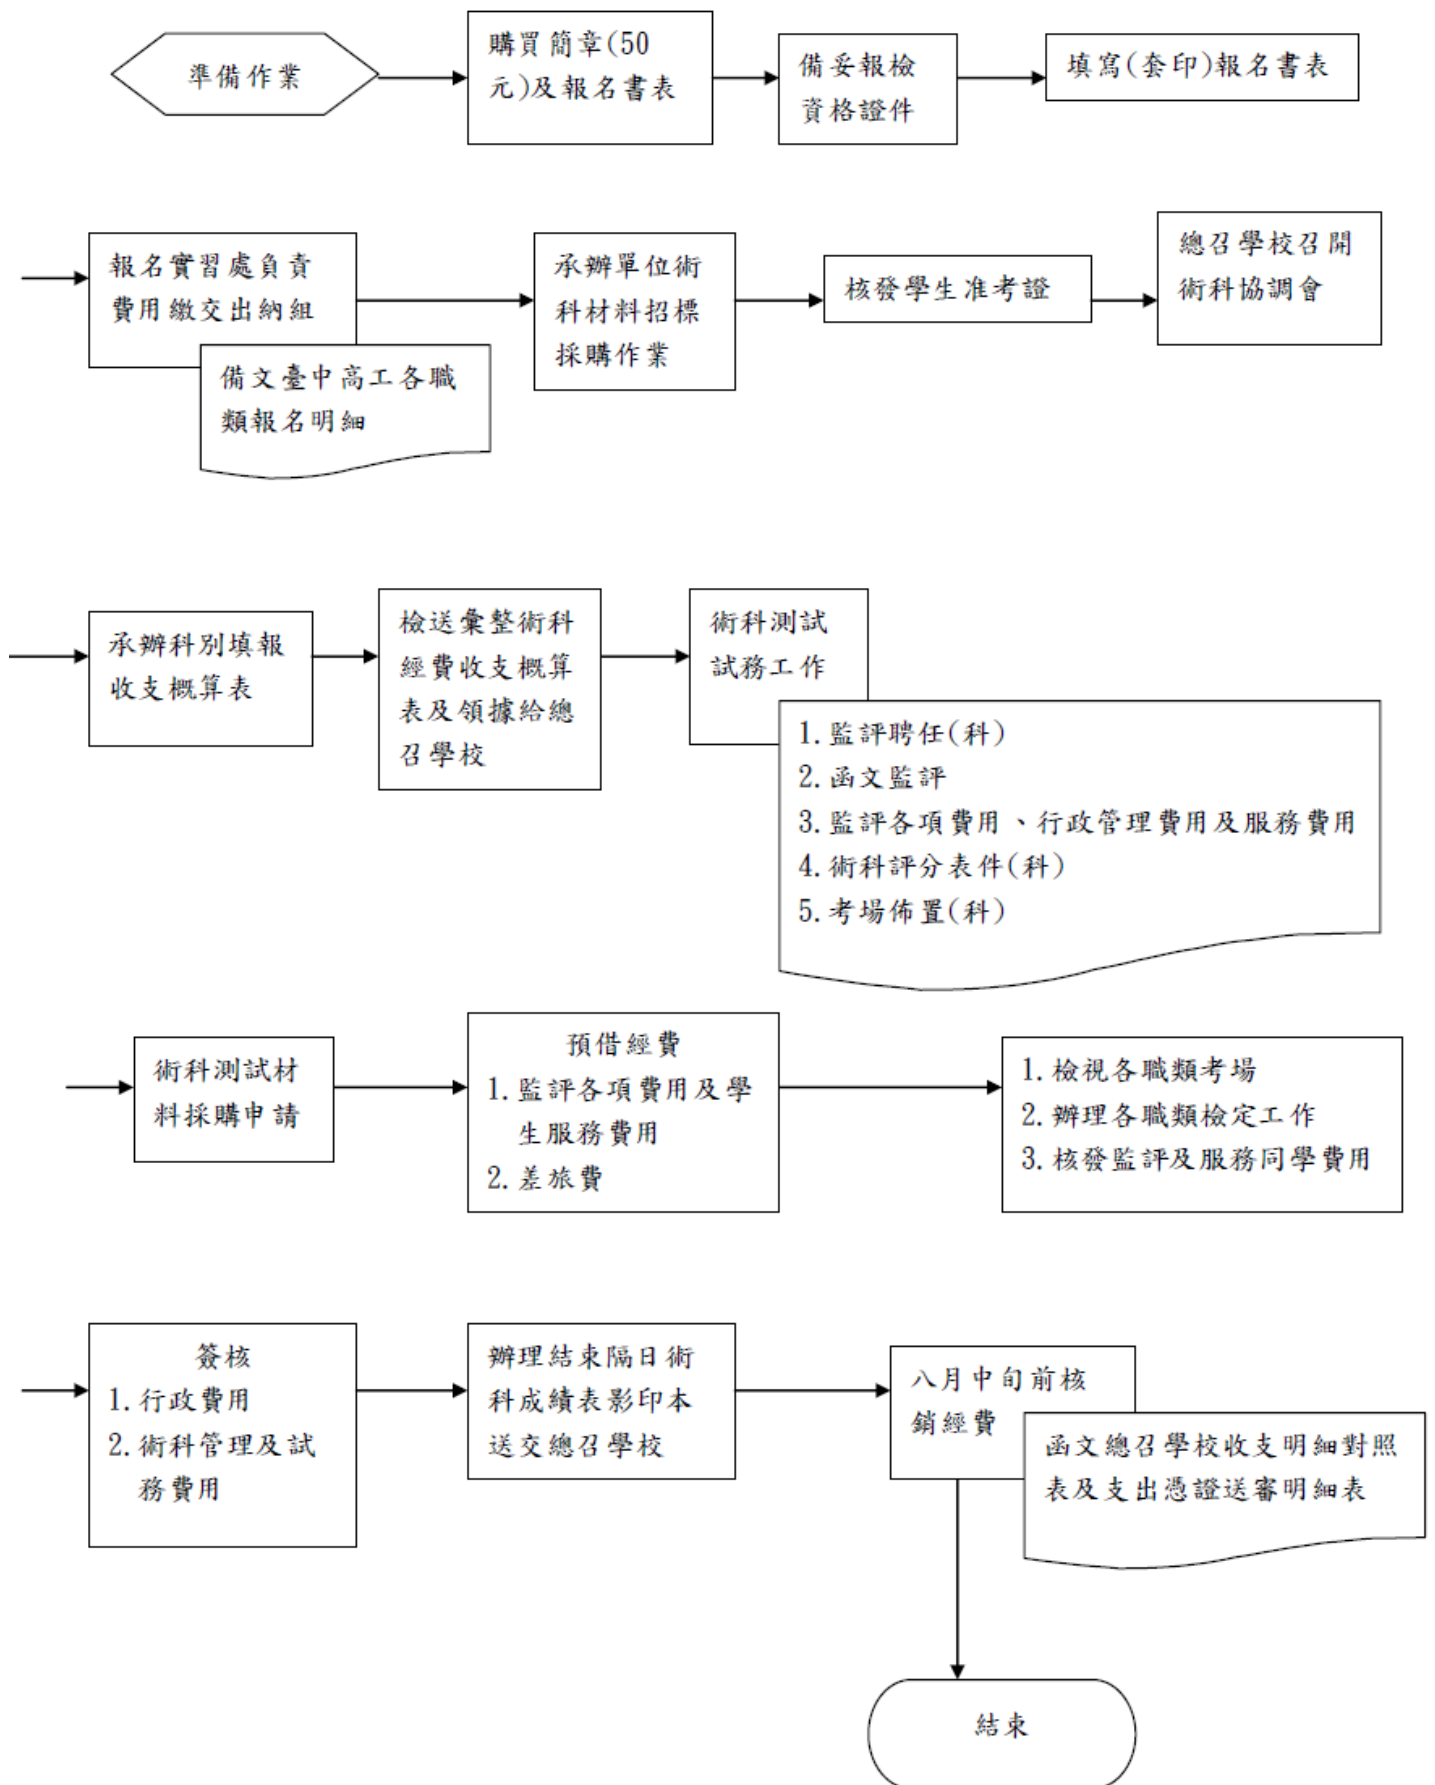 準備作業
購買簡章(50
元)及報名書表
備妥報檢
資格證件
填寫(套印)報名書表
報名實習處負責
費用繳交出納組
備文臺中高工各職
類報名明細
承辦單位術
科材料招標
採購作業
核發學生准考證
總召學校召開
術科協調會
承辦科別填報
收支概算表
檢送彙整術科
經費收支概算
表及領據給總
召學校
術科測試
試務工作
1.監評聘任(科)
2.函文監評
3.監評各項費用、行政管理費用及服務費用
4.術科評分表件(科)
5.考場佈置(科)
術科測試材
料採購申請
預借經費
1.監評各項費用及學
生服務費用
2.差旅費
1.檢視各職類考場
2.辦理各職類檢定工作
3.核發監評及服務同學費用
簽核
1.行政費用
2.術科管理及試
務費用
辦理結束隔日術
科成績表影印本
送交總召學校
八月中旬前核
銷經費
函文總召學校收支明細對照
表及支出憑證送審明細表
結束